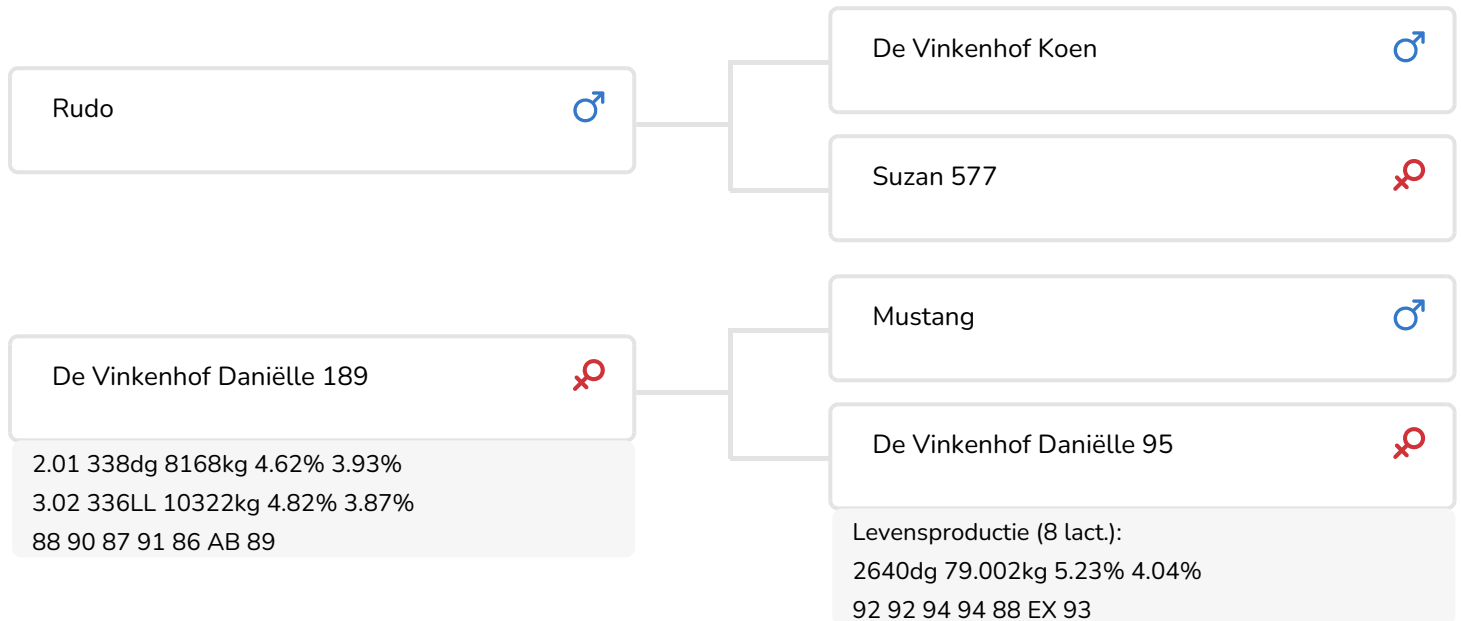 Rudo
De Vinkenhof Koen
Suzan 577
De Vinkenhof Daniëlle 189
2.01 338dg 8168kg 4.62% 3.93%
3.02 336LL 10322kg 4.82% 3.87%
88 90 87 91 86 AB 89
Mustang
De Vinkenhof Daniëlle 95
Levensproductie (8 lact.):
2640dg 79.002kg 5.23% 4.04%
92 92 94 94 88 EX 93